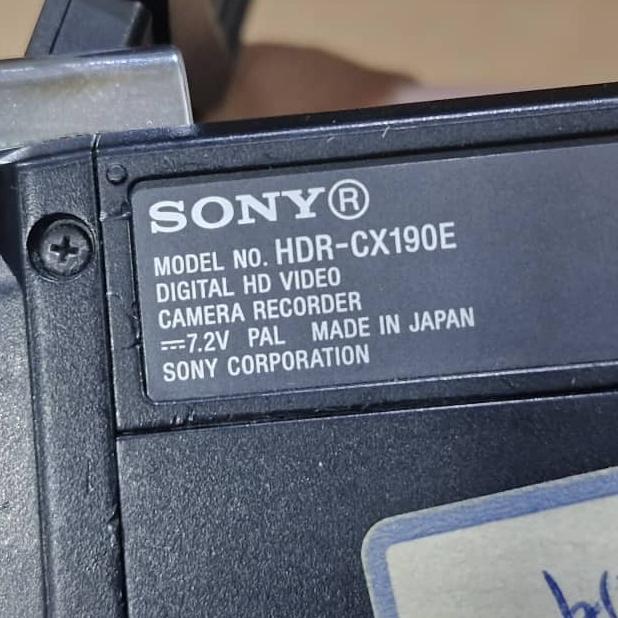 SONY®
MODEL NO. HDR-CX190E
DIGITAL HD VIDEO
CAMERA RECORDER
⎓7.2V PAL MADE IN JAPAN
SONY CORPORATION